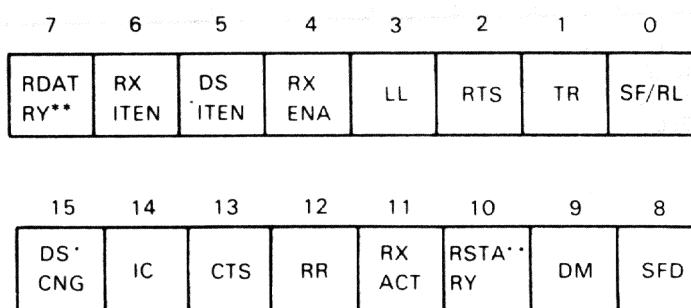 7 6 5 4 3 2 1 0
RDAT RX DS RX LL RTS TR SF/RL
RY** ITEN ITEN ENA
15 14 13 12 11 10 9 8
DS* IC CTS RR RX RSTA** DM SFD
CNG ACT RY